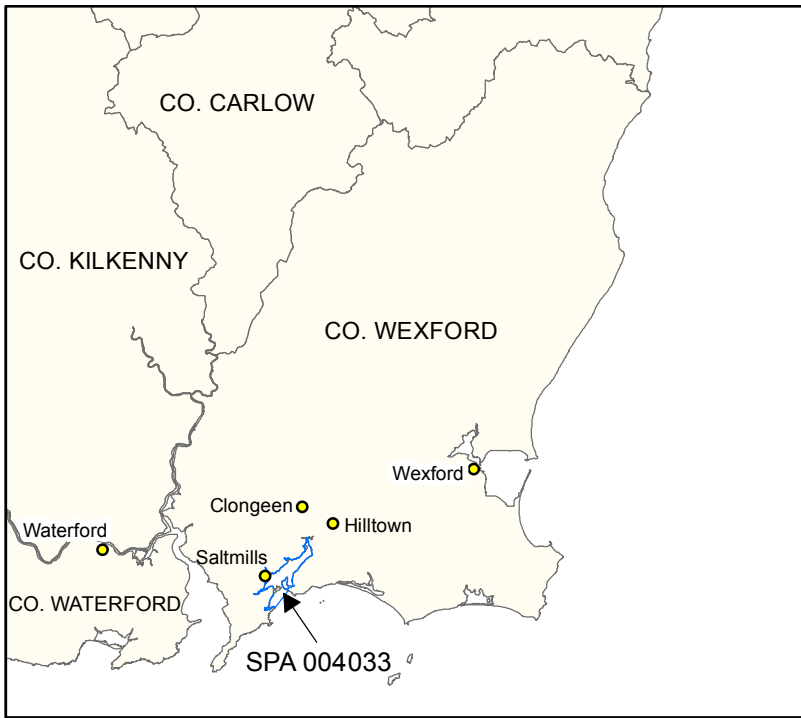 CO. CARLOW
CO. KILKENNY
CO. WEXFORD
Wexford
Clongeen
Hilltown
Waterford
Saltmills
CO. WATERFORD
SPA 004033